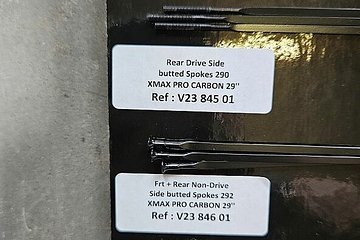 Rear Drive Side
butted Spokes 290
XMAX PRO CARBON 29"
Ref : V23 845 01
Frt + Rear Non-Drive
Side butted Spokes 292
XMAX PRO CARBON 29"
Ref : V23 846 01